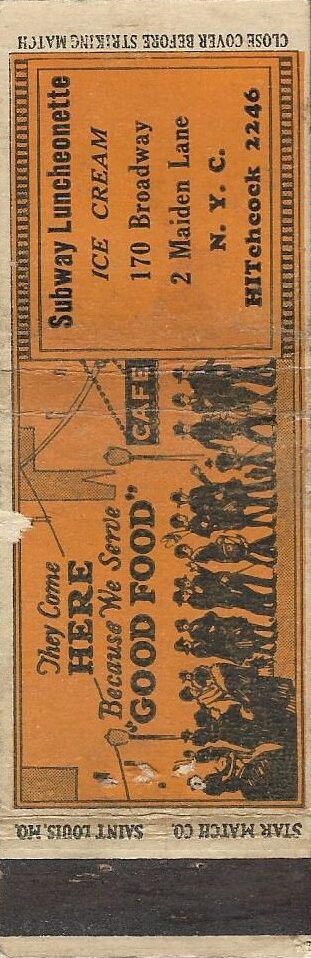 CLOSE COVER BEFORE STRIKING MATCH
Subway Luncheonette
ICE CREAM
170 Broadway
2 Maiden Lane
N. Y. C.
HITchcock 2246
CAFE
They Come
HERE
Because We Serve
"GOOD FOOD"
STAR MATCH CO. SAINT LOUIS, MO.